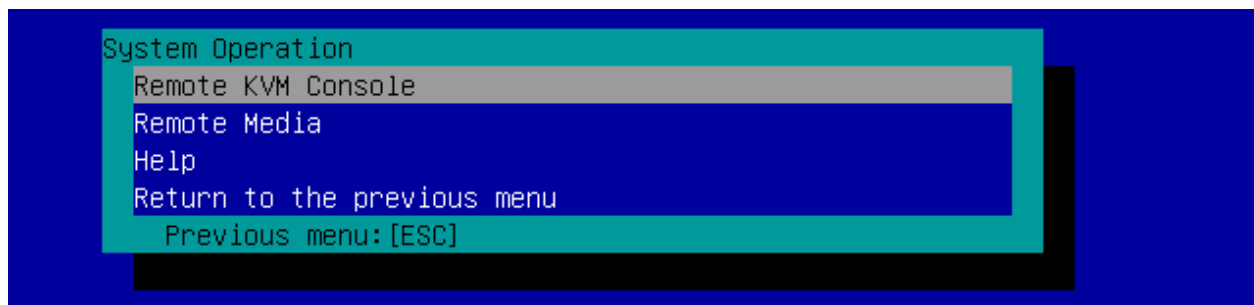 System Operation
Remote KVM Console
Remote Media
Help
Return to the previous menu
Previous menu:[ESC]